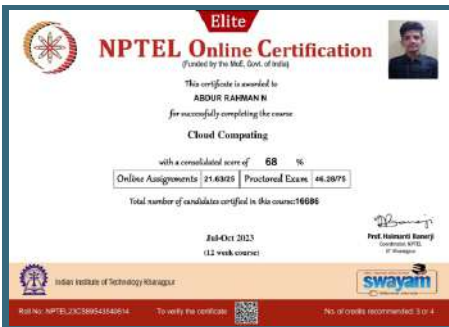 Elite
NPTEL Online Certification
(Funded by the MoE, Govt. of India)
This certificate is awarded to
ABDUR RAHMAN N
for successfully completing the course
Cloud Computing
with a consolidated score of 68 %
Online Assignments 21.63/25 Proctored Exam 46.28/75
Total number of candidates certified in this course:16686
Jul-Oct 2023
(12 week course)
Prof. Haimanti Banerji
Coordinator, NPTEL
IIT Kharagpur
Indian Institute of Technology Kharagpur
swayam
Roll No: To verify the certificate No. of credits recommended: 3 or 4